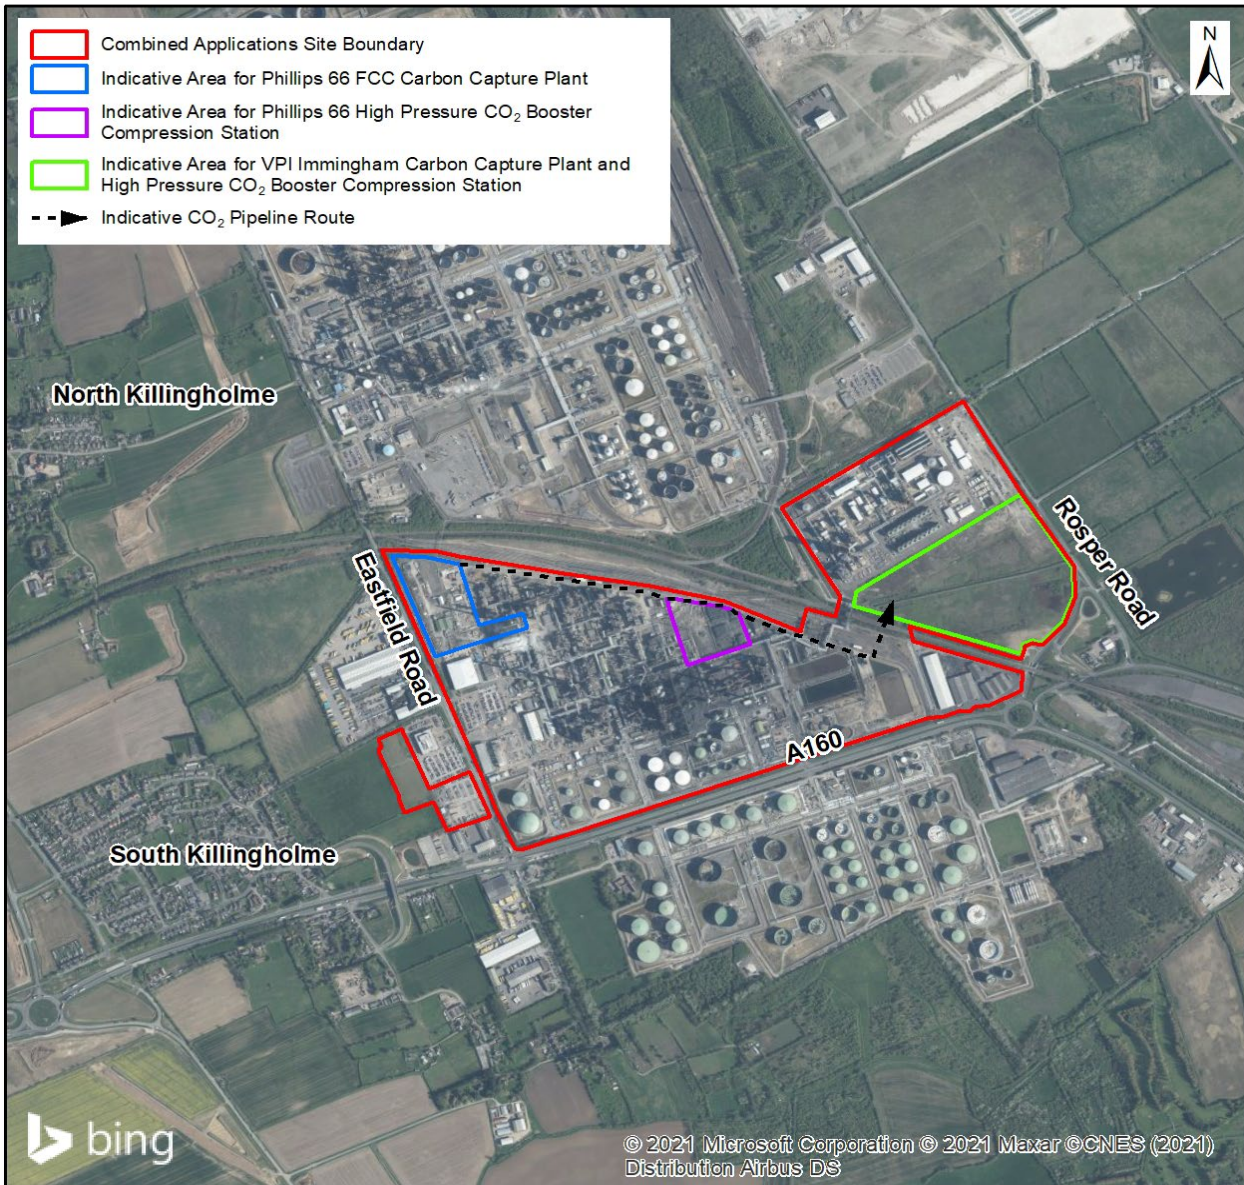 Combined Applications Site Boundary
Indicative Area for Phillips 66 FCC Carbon Capture Plant
Indicative Area for Phillips 66 High Pressure CO₂ Booster
Compression Station
Indicative Area for VPI Immingham Carbon Capture Plant and
High Pressure CO₂ Booster Compression Station
Indicative CO₂ Pipeline Route
N
North Killingholme
Rosper Road
Eastfield Road
A160
South Killingholme
bing
© 2021 Microsoft Corporation © 2021 Maxar ©CNES (2021)
Distribution Airbus DS